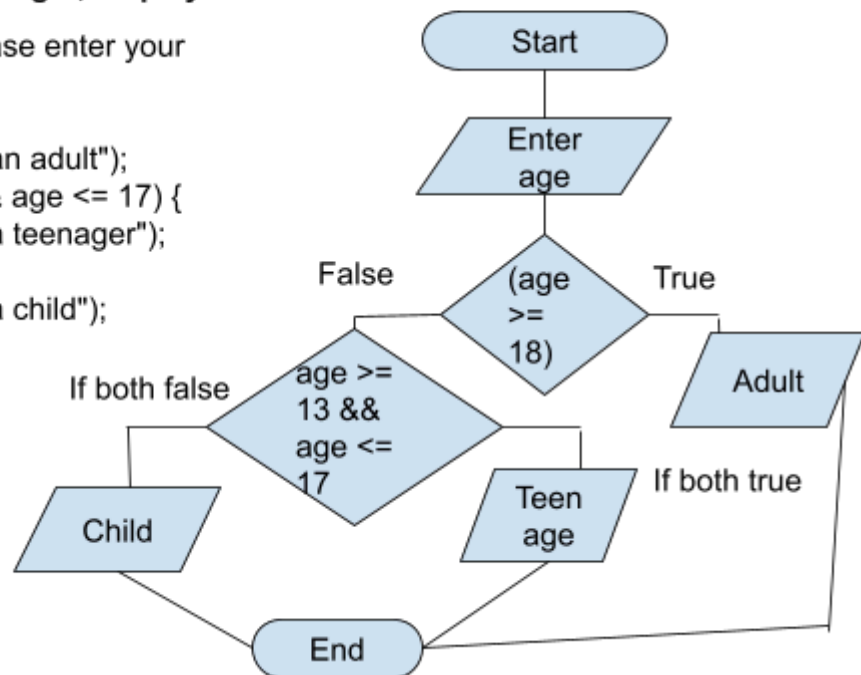 nse enter your
an adult");
age <= 17) {
teenager");
child");
Start
Enter
age
False
(age
>=
18)
True
Adult
If both false
age >=
13 &&
age <=
17
If both true
Child
Teen
age
End